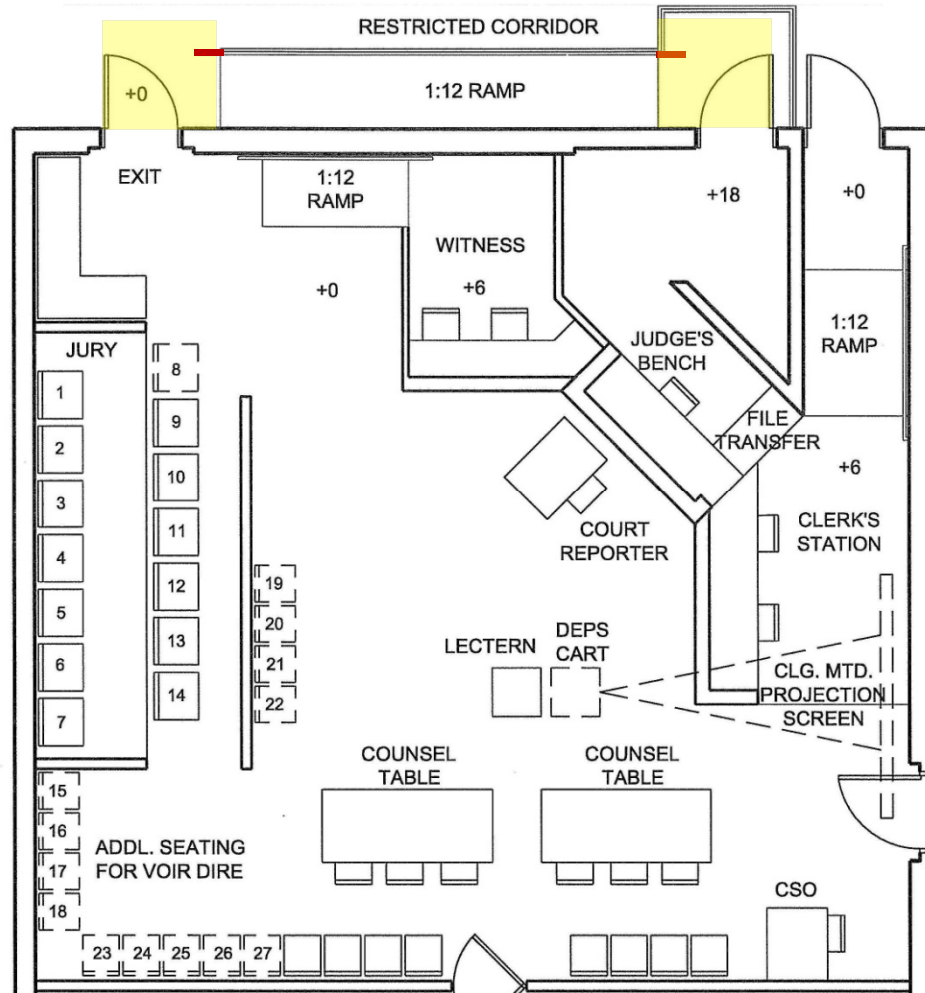 RESTRICTED CORRIDOR
+0
1:12 RAMP
EXIT
1:12
RAMP
+18
+0
WITNESS
+0
+6
1:12
RAMP
JURY
8
JUDGE'S
BENCH
1
9
FILE
TRANSFER
2
10
+6
3
11
COURT
REPORTER
CLERK'S
STATION
4
12
19
5
13
20
LECTERN
DEPS
CART
6
14
21
22
CLG. MTD.
PROJECTION
SCREEN
7
COUNSEL
TABLE
COUNSEL
TABLE
15
16
17
18
ADDL. SEATING
FOR VOIR DIRE
CSO
23
24
25
26
27